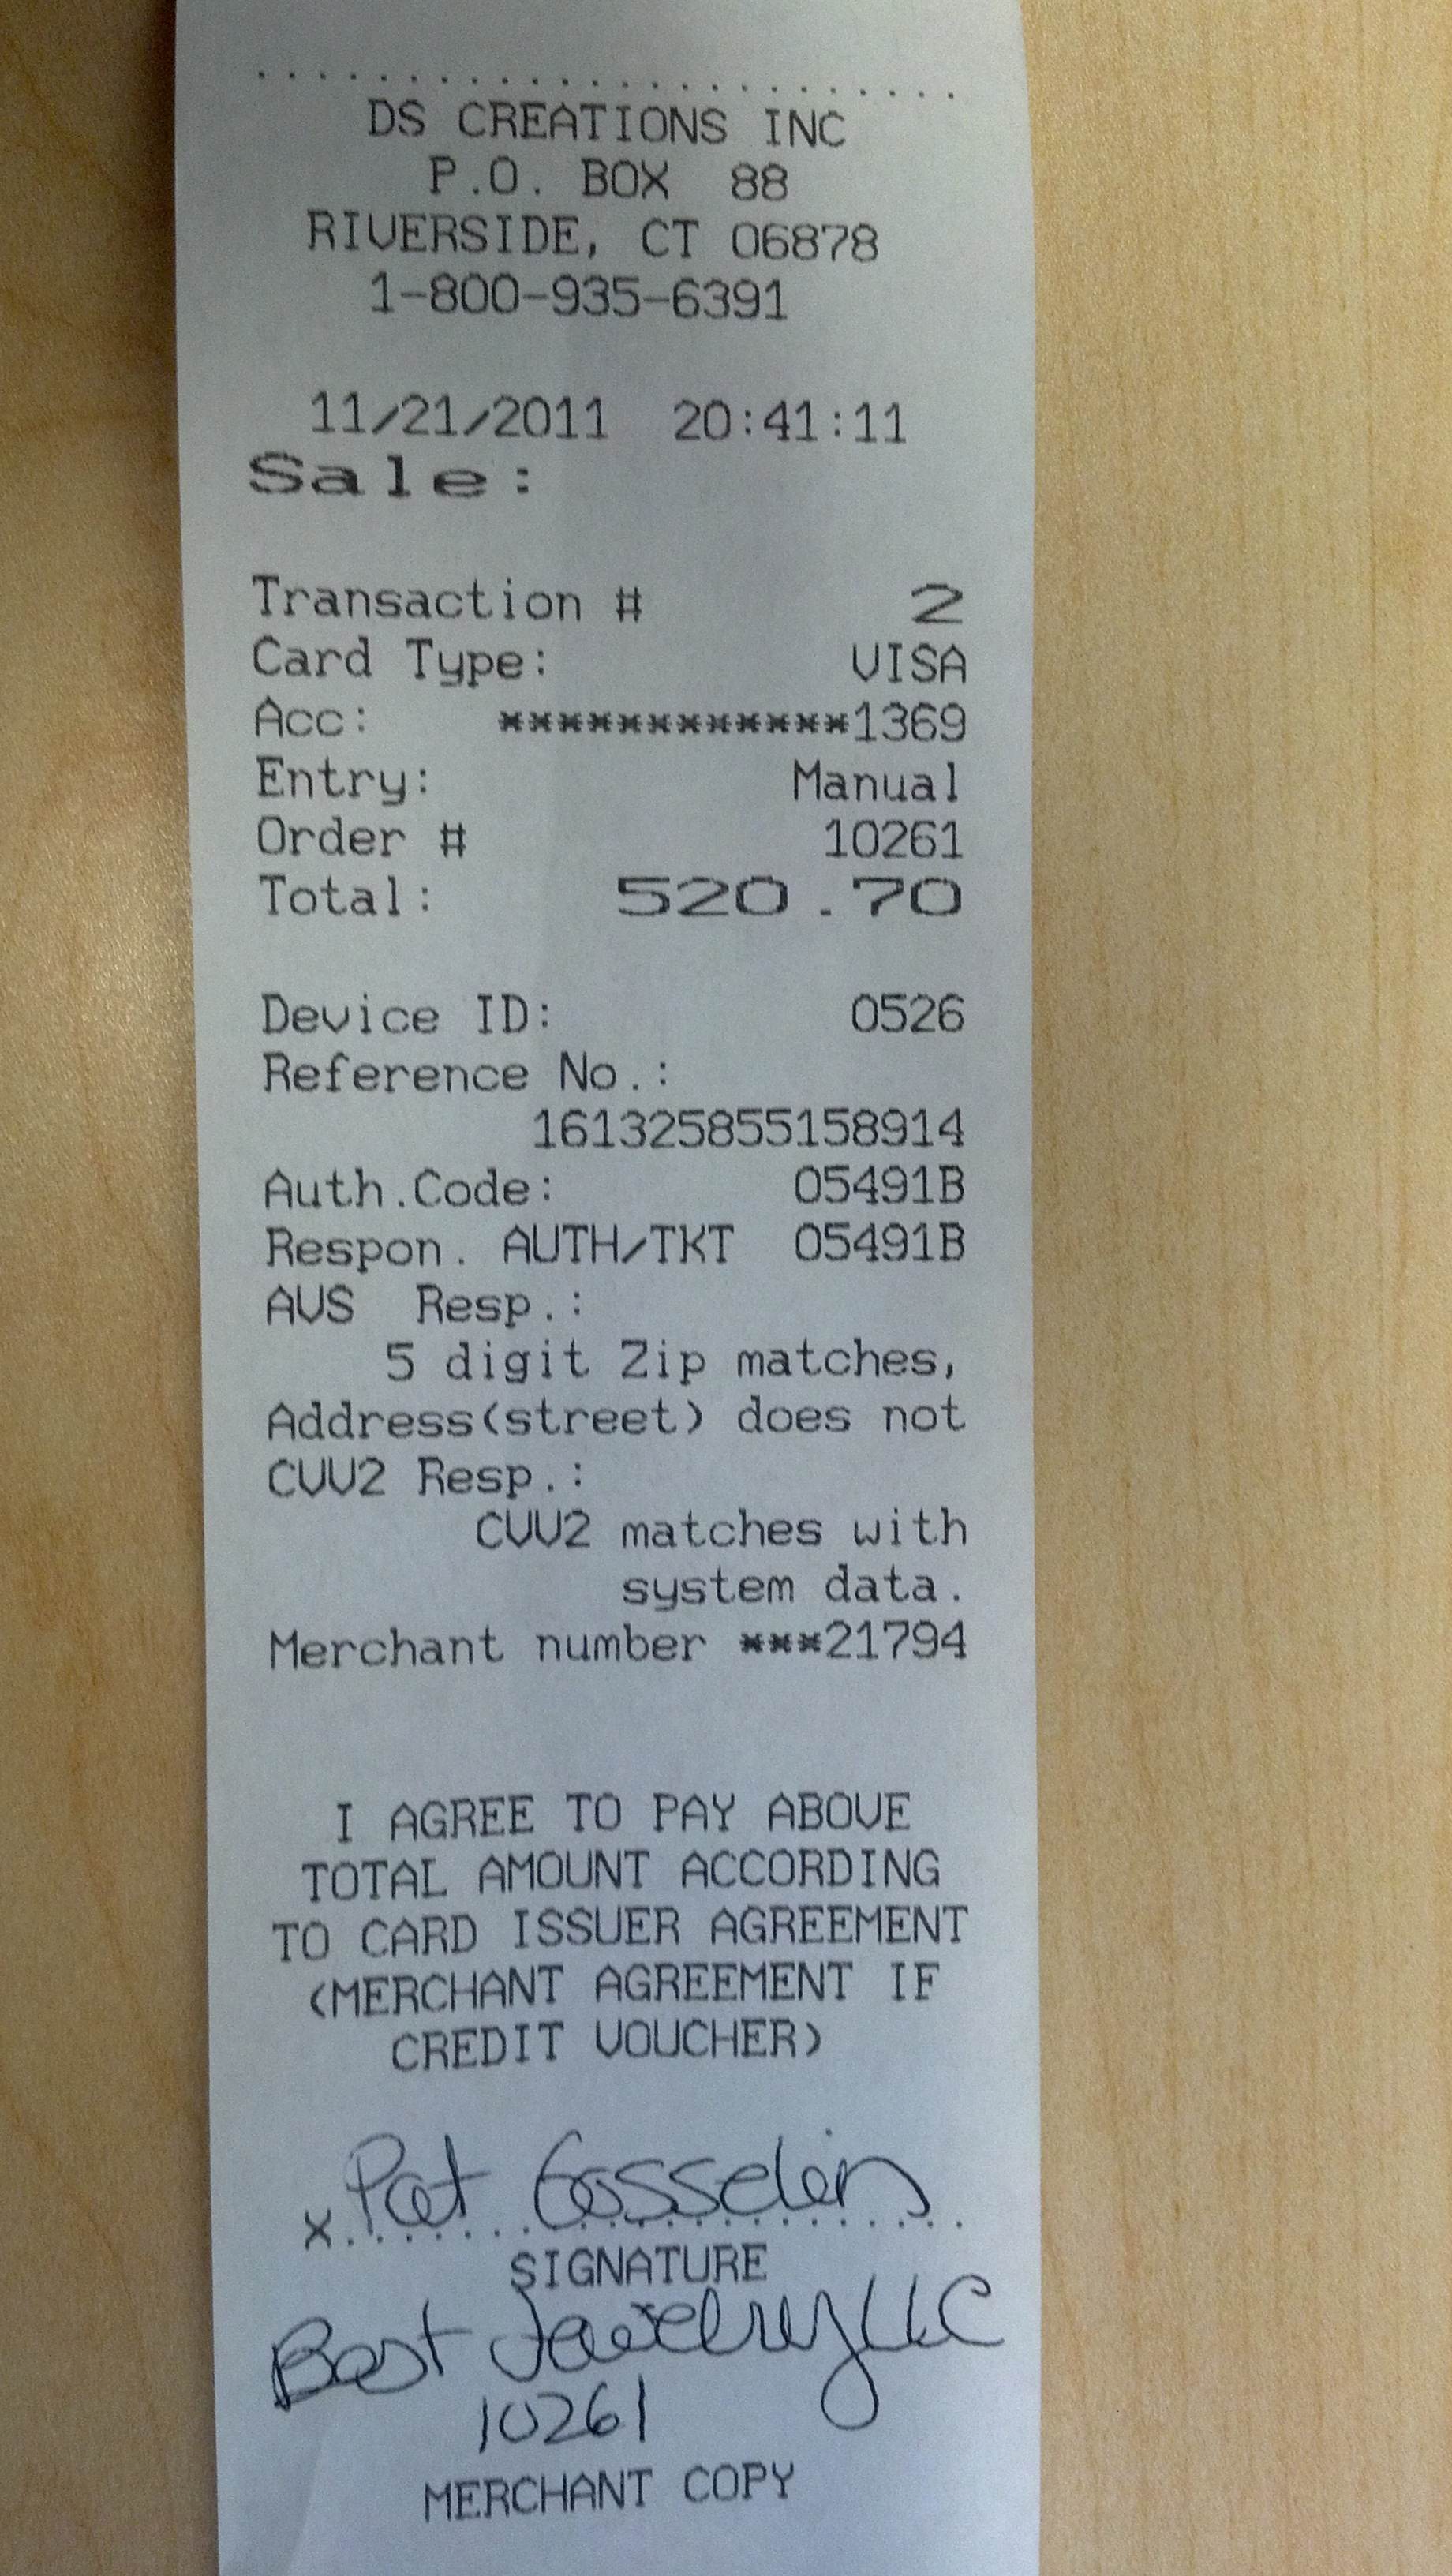 DS CREATIONS INC
P.O. BOX 88
RIVERSIDE, CT 06878
1-800-935-6391
11/21/2011 20:41:11
Sale:
Transaction # 2
Card Type: VISA
Acc: ************1369
Entry: Manual
Order # 10261
Total: 520.70
Device ID: 0526
Reference No.:
161325855158914
Auth.Code: 05491B
Respon. AUTH/TKT 05491B
AVS Resp.:
5 digit Zip matches,
Address(street) does not
CVV2 Resp.:
CVV2 matches with
system data.
Merchant number ***21794
I AGREE TO PAY ABOVE
TOTAL AMOUNT ACCORDING
TO CARD ISSUER AGREEMENT
(MERCHANT AGREEMENT IF
CREDIT VOUCHER)
x Pat Gosselin
SIGNATURE
Best Jewelry LLC
10261
MERCHANT COPY